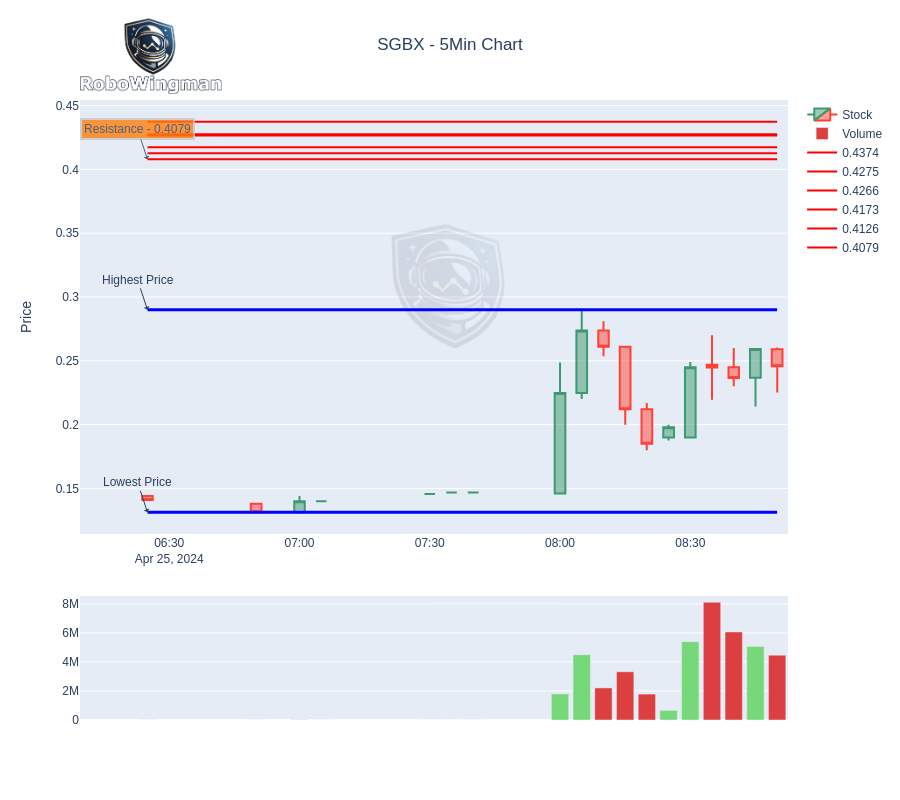 SGBX - 5Min Chart
RoboWingman
Resistance - 0.4079
Highest Price
Lowest Price
Price
0.45
0.4
0.35
0.3
0.25
0.2
0.15
06:30
07:00
07:30
08:00
08:30
Apr 25, 2024
8M
6M
4M
2M
0
Stock
Volume
0.4374
0.4275
0.4266
0.4173
0.4126
0.4079